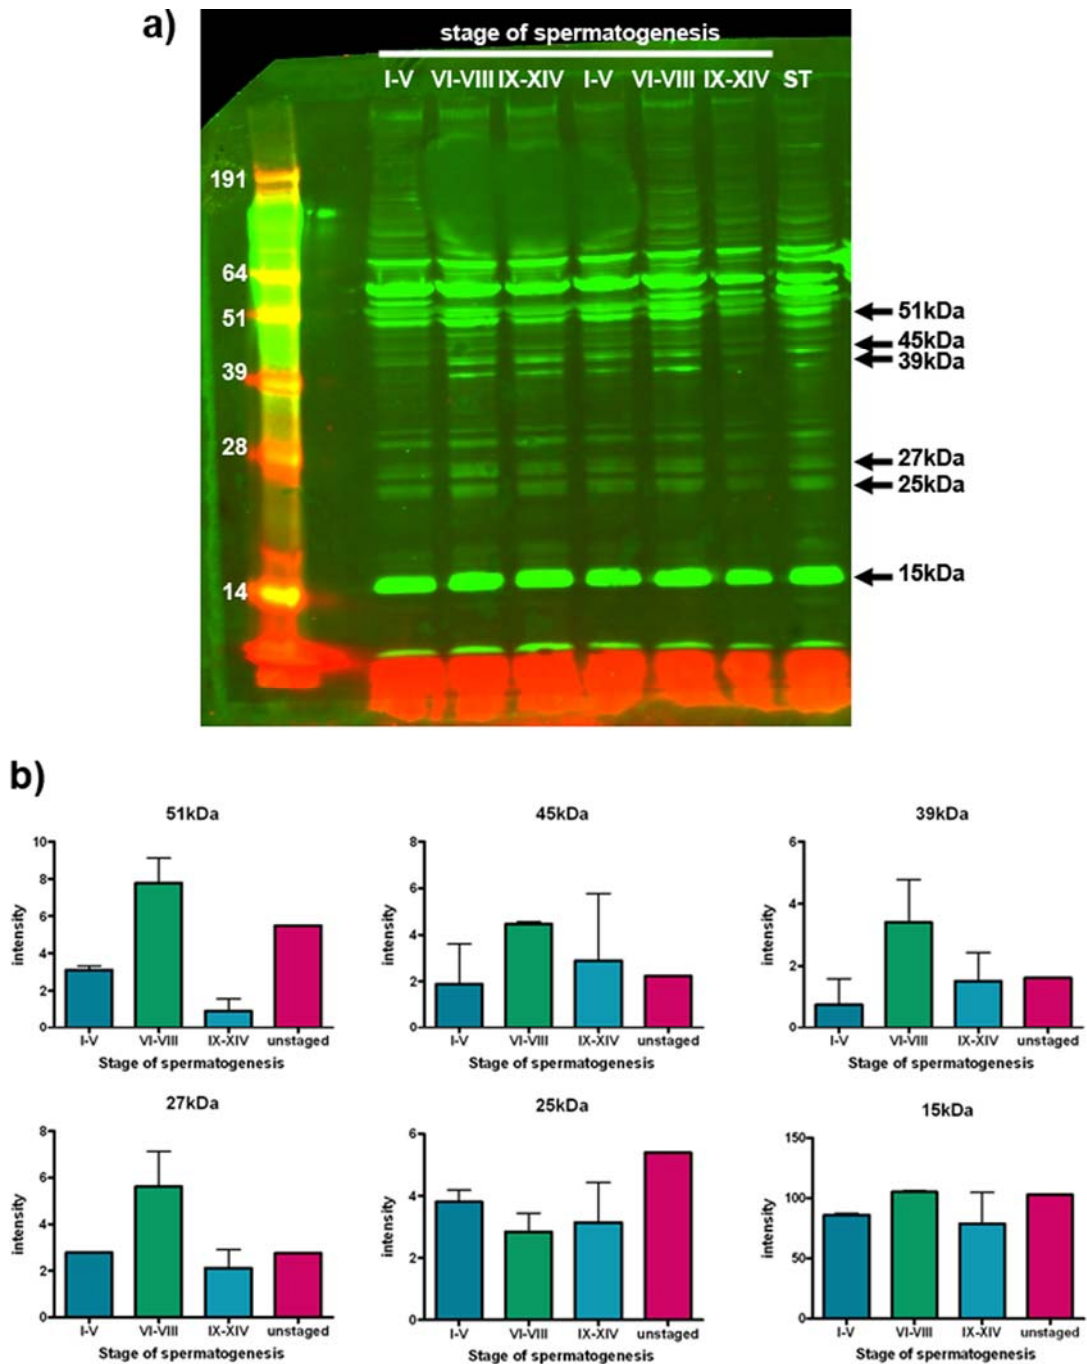 a)
stage of spermatogenesis
I-V VI-VIII IX-XIV I-V VI-VIII IX-XIV ST
191
64
51
39
28
14
51kDa
45kDa
39kDa
27kDa
25kDa
15kDa
b)
51kDa
10
8
6
4
2
0
intensity
I-V VI-VIII IX-XIV unstaged
Stage of spermatogenesis
45kDa
8
6
4
2
0
intensity
I-V VI-VIII IX-XIV unstaged
Stage of spermatogenesis
39kDa
6
4
2
0
intensity
I-V VI-VIII IX-XIV unstaged
Stage of spermatogenesis
27kDa
8
6
4
2
0
intensity
I-V VI-VIII IX-XIV unstaged
Stage of spermatogenesis
25kDa
6
4
2
0
intensity
I-V VI-VIII IX-XIV unstaged
Stage of spermatogenesis
15kDa
150
100
50
0
intensity
I-V VI-VIII IX-XIV unstaged
Stage of spermatogenesis